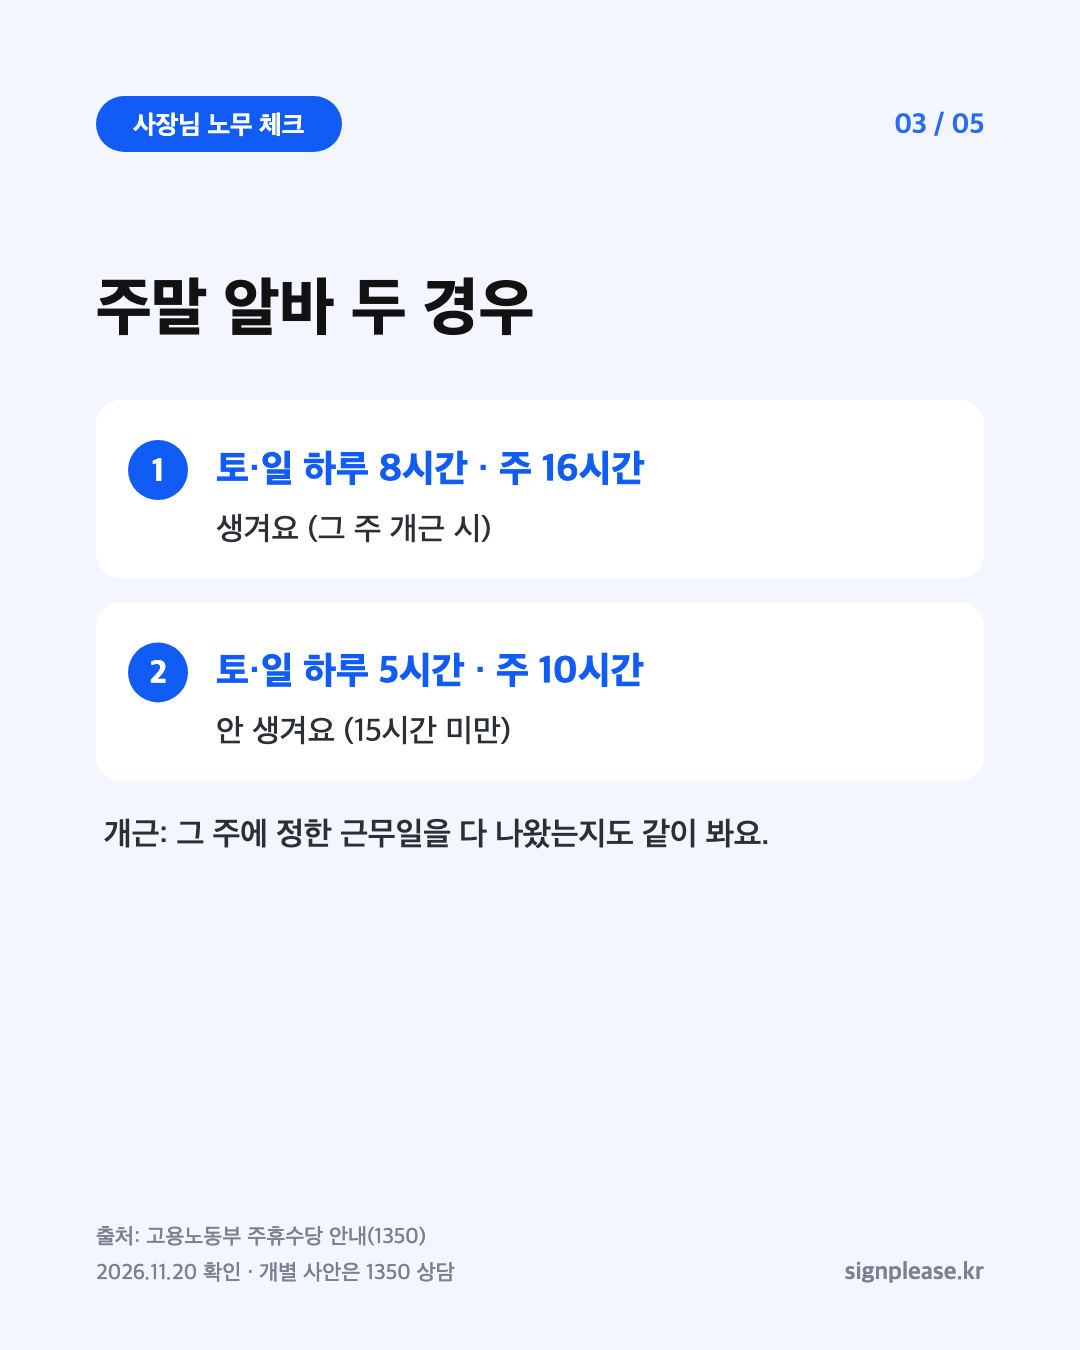 사장님 노무 체크
03 / 05
주말 알바 두 경우
1
토·일 하루 8시간 · 주 16시간
생겨요 (그 주 개근 시)
2
토·일 하루 5시간 · 주 10시간
안 생겨요 (15시간 미만)
개근: 그 주에 정한 근무일을 다 나왔는지도 같이 봐요.
출처: 고용노동부 주휴수당 안내(1350)
2026.11.20 확인 · 개별 사안은 1350 상담
signplease.kr